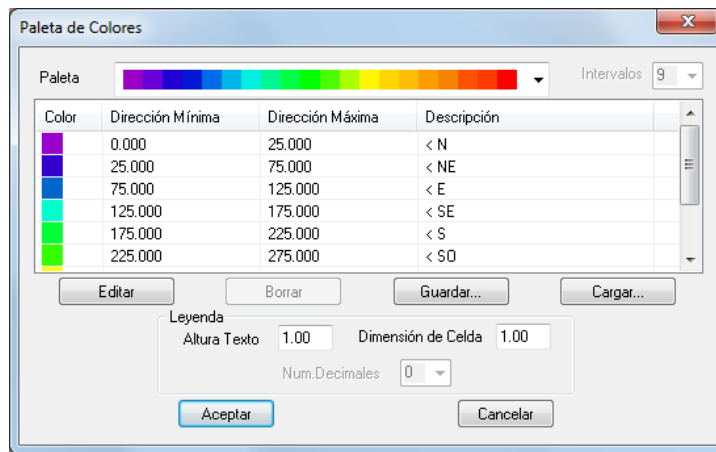 Paleta de Colores
Paleta Intervalos 9
Color Dirección Mínima Dirección Máxima Descripción
0.000 25.000 < N
25.000 75.000 < NE
75.000 125.000 < E
125.000 175.000 < SE
175.000 225.000 < S
225.000 275.000 < SO
Editar Borrar Guardar... Cargar...
Leyenda
Altura Texto 1.00 Dimensión de Celda 1.00
Num.Decimales 0
Aceptar Cancelar